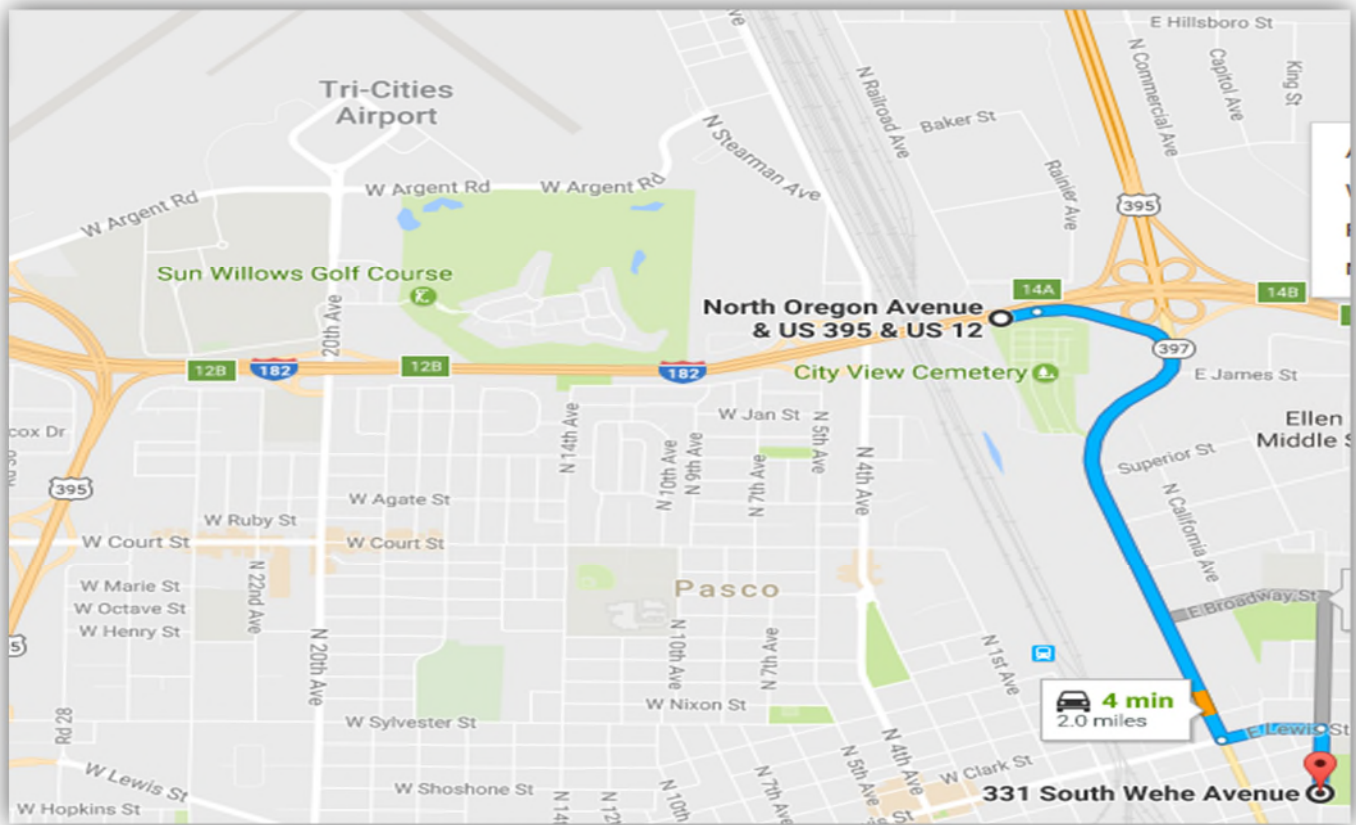 E Hillsboro St
N Commercial Ave
Capitol Ave
King St
Tri-Cities
Airport
N Railroad Ave
Baker St
N Stearman Ave
Rainier Ave
W Argent Rd
W Argent Rd
W Argent Rd
395
Sun Willows Golf Course
20th Ave
14A
14B
North Oregon Avenue
& US 395 & US 12
397
12B
182
12B
182
City View Cemetery
E James St
W Jan St
N 5th Ave
N 14th Ave
N 10th Ave
N 9th Ave
N 7th Ave
N 4th Ave
Ellen
Middle
cox Dr
395
Superior St
N California Ave
W Agate St
W Ruby St
W Court St
W Court St
N 22nd Ave
W Marie St
W Octave St
W Henry St
Pasco
E Broadway St
5
N 20th Ave
N 10th Ave
N 7th Ave
N 1st Ave
4 min
2.0 miles
W Nixon St
Rd 28
W Sylvester St
E Lewis St
N 5th Ave
N 4th Ave
W Clark St
W Lewis St
W Shoshone St
N 10th
N 7th Ave
331 South Wehe Avenue
W Hopkins St
St